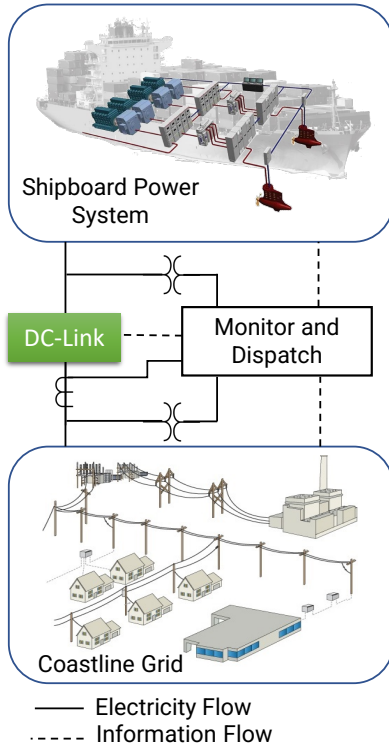 Shipboard Power
System
DC-Link
Monitor and
Dispatch
Coastline Grid
Electricity Flow
Information Flow